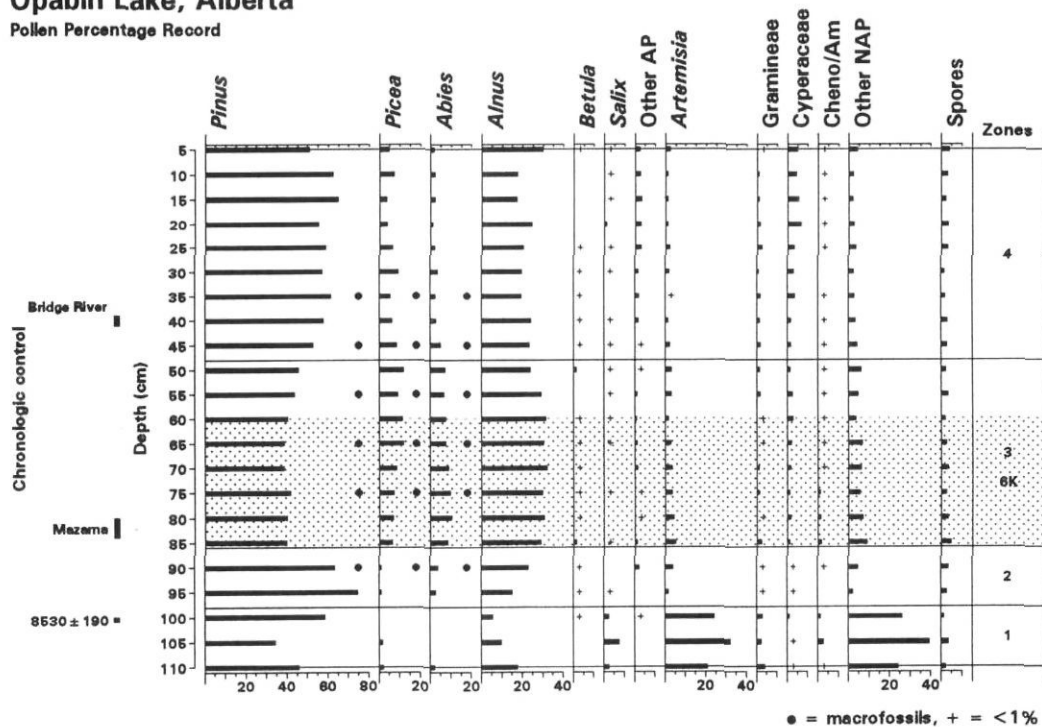 Opabin Lake, Alberta
Pollen Percentage Record
Pinus Picea Abies Alnus Betula Salix Other AP Artemisia Gramineae Cyperaceae Cheno/Am Other NAP Spores
Zones
Chronologic control
Depth (cm)
5
10
15
20
25
4
30
35
Bridge River
40
45
50
55
60
65
3
70
6K
75
Mazama
80
85
90
2
95
8530 ± 190
100
1
105
110
20 40 60 80 20 20 20 40 20 40 20 40
● = macrofossils, + = <1%